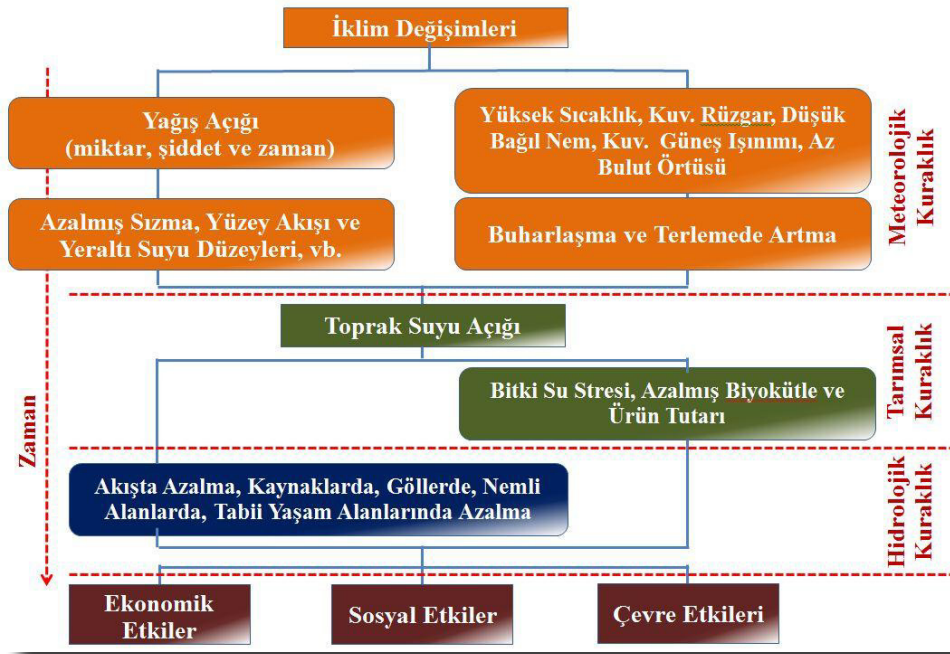 İklim Değişimleri
Yağış Açığı
(miktar, şiddet ve zaman)
Yüksek Sıcaklık, Kuv. Rüzgar, Düşük
Bağıl Nem, Kuv. Güneş Işınımı, Az
Bulut Örtüsü
Azalmış Sızma, Yüzey Akışı ve
Yeraltı Suyu Düzeyleri, vb.
Buharlaşma ve Terlemede Artma
Meteorolojik
Kuraklık
Toprak Suyu Açığı
Bitki Su Stresi, Azalmış Biyokütle ve
Ürün Tutarı
Tarımsal
Kuraklık
Zaman
Akışta Azalma, Kaynaklarda, Göllerde, Nemli
Alanlarda, Tabii Yaşam Alanlarında Azalma
Hidrolojik
Kuraklık
Ekonomik
Etkiler
Sosyal Etkiler
Çevre Etkileri